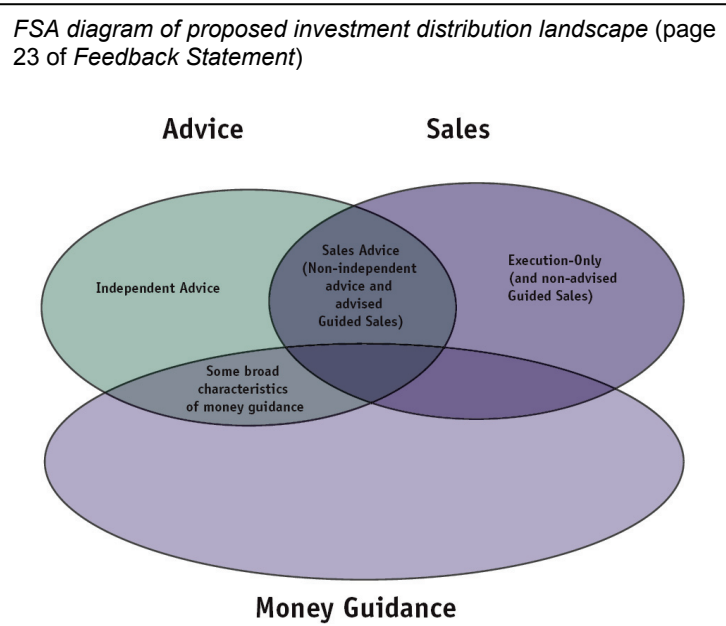 FSA diagram of proposed investment distribution landscape (page
23 of Feedback Statement)
Advice
Sales
Sales Advice
(Non-independent
advice and
advised
Guided Sales)
Independent Advice
Execution-Only
(and non-advised
Guided Sales)
Some broad
characteristics
of money guidance
Money Guidance